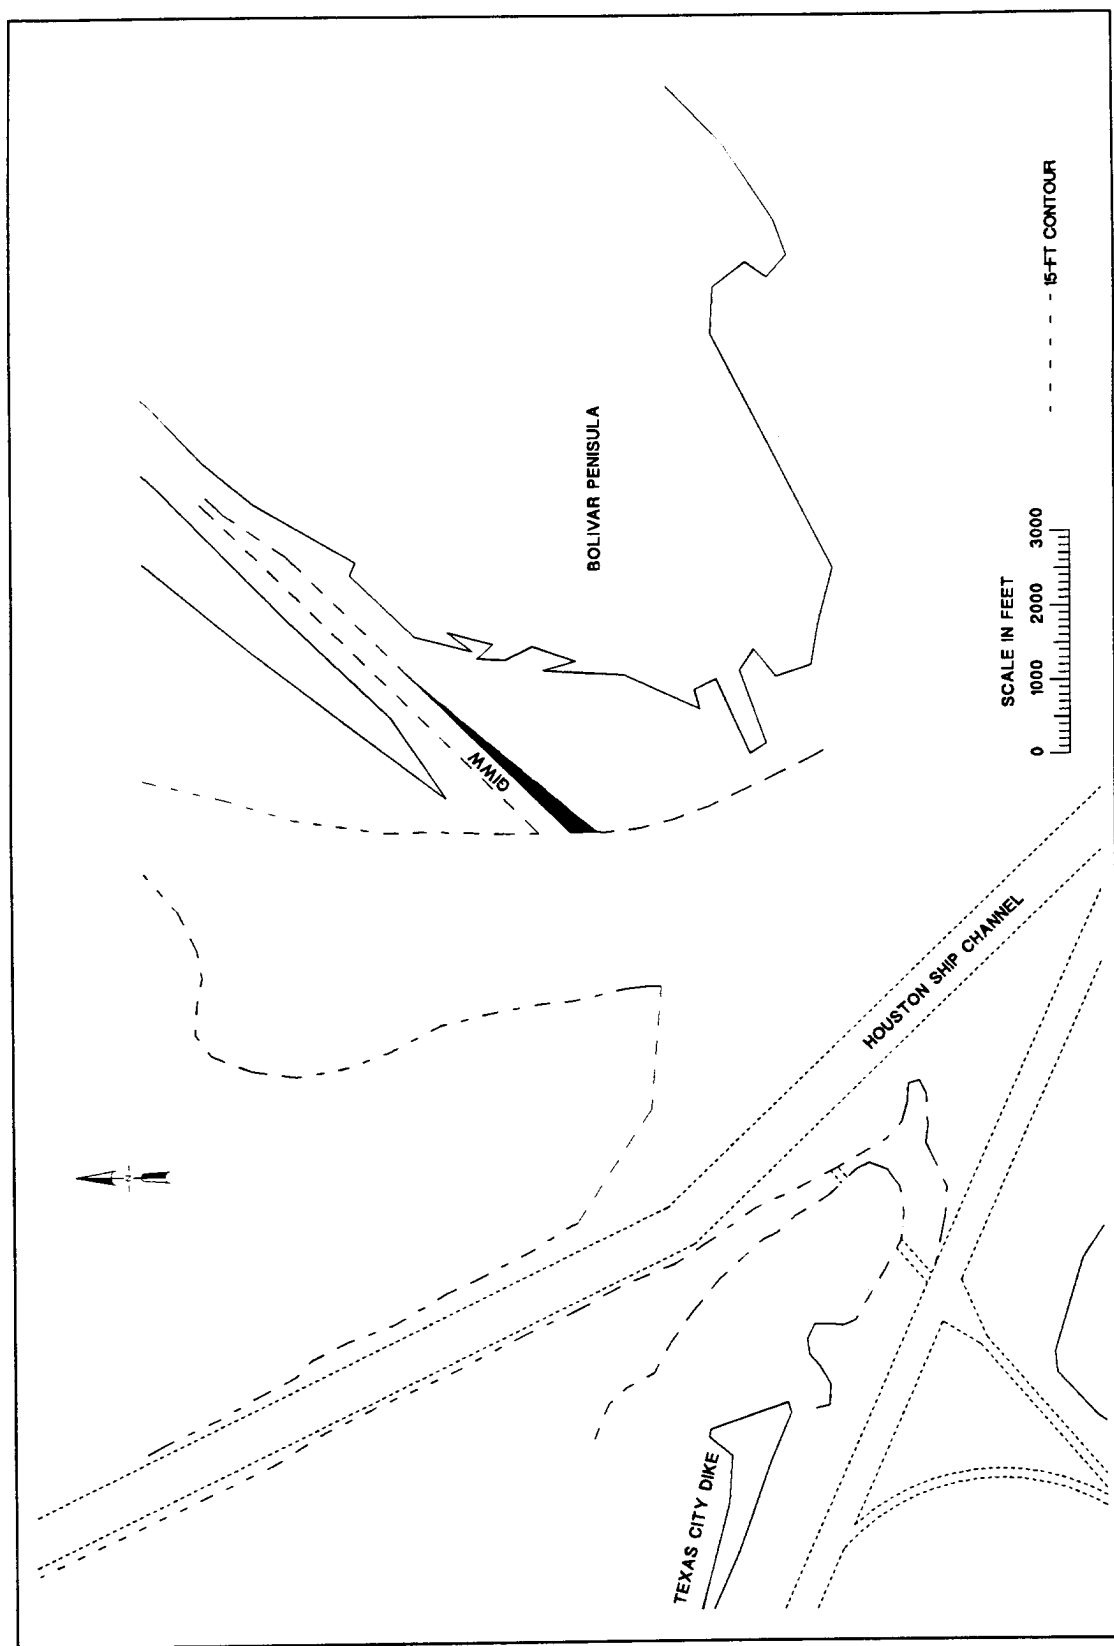 BOLIVAR PENISULA
GIWW
15-FT CONTOUR
SCALE IN FEET
0 1000 2000 3000
HOUSTON SHIP CHANNEL
N
TEXAS CITY DIKE